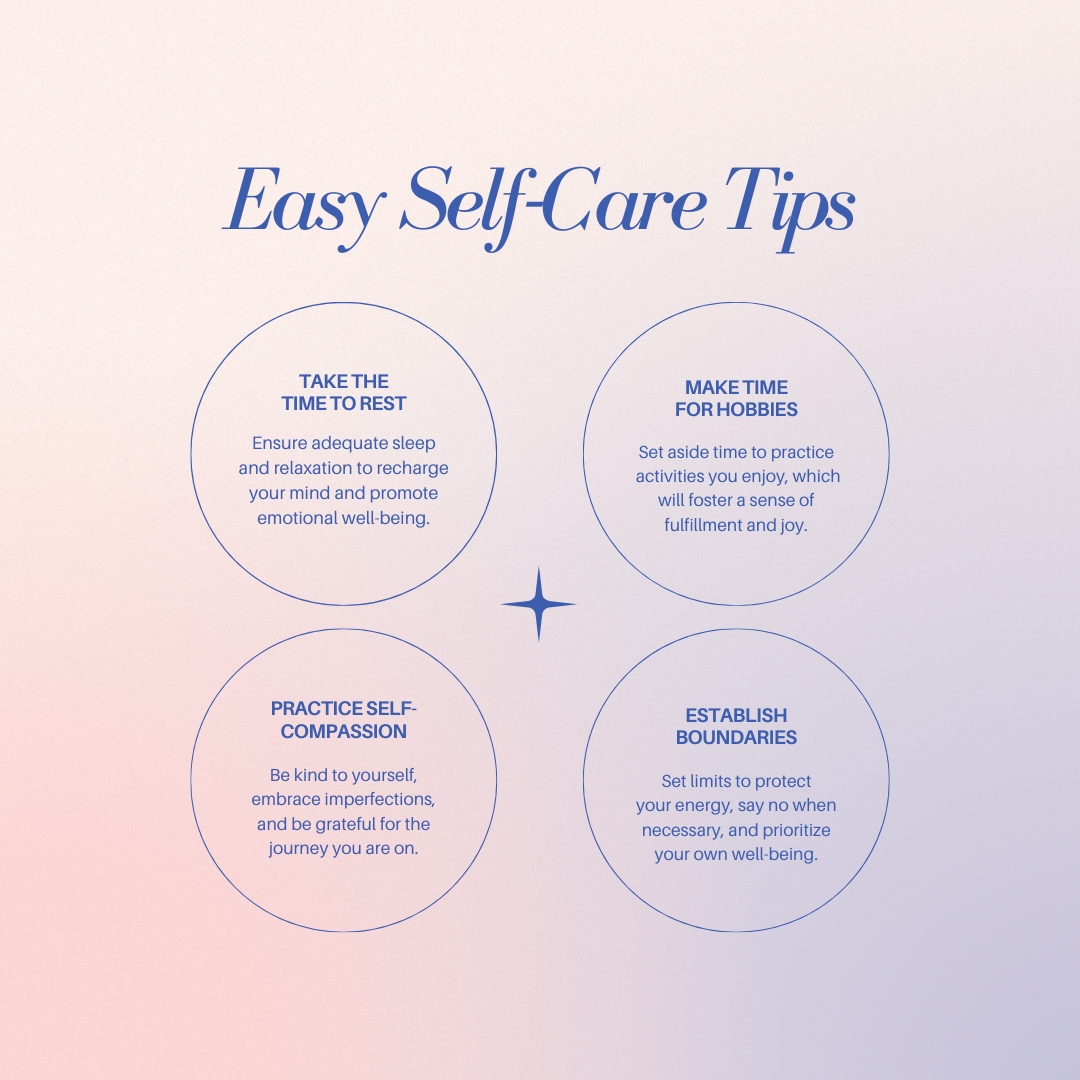 Easy Self-Care Tips
TAKE THE
TIME TO REST
Ensure adequate sleep
and relaxation to recharge
your mind and promote
emotional well-being.
MAKE TIME
FOR HOBBIES
Set aside time to practice
activities you enjoy, which
will foster a sense of
fulfillment and joy.
PRACTICE SELF-
COMPASSION
Be kind to yourself,
embrace imperfections,
and be grateful for the
journey you are on.
ESTABLISH
BOUNDARIES
Set limits to protect
your energy, say no when
necessary, and prioritize
your own well-being.